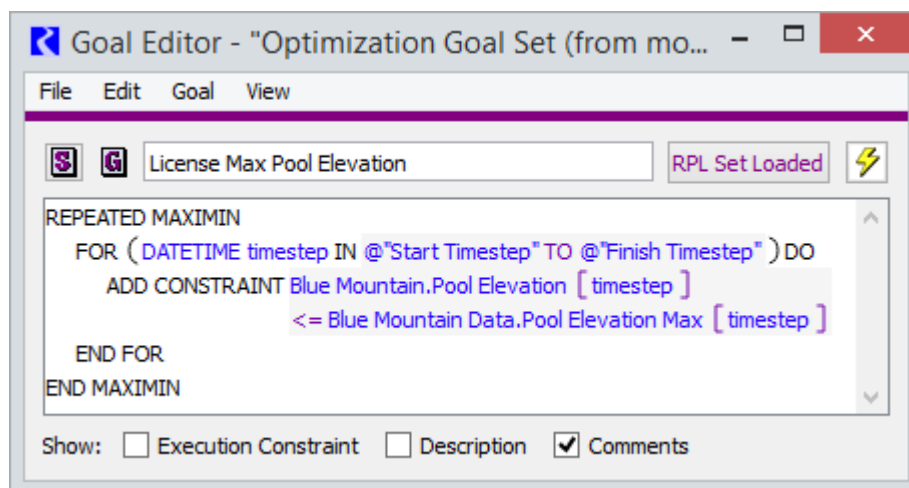 Goal Editor - "Optimization Goal Set (from mo...
File Edit Goal View
S G License Max Pool Elevation RPL Set Loaded
REPEATED MAXIMIN
FOR ( DATETIME timestep IN @"Start Timestep" TO @"Finish Timestep" ) DO
ADD CONSTRAINT Blue Mountain.Pool Elevation [ timestep ]
<= Blue Mountain Data.Pool Elevation Max [ timestep ]
END FOR
END MAXIMIN
Show: Execution Constraint Description Comments